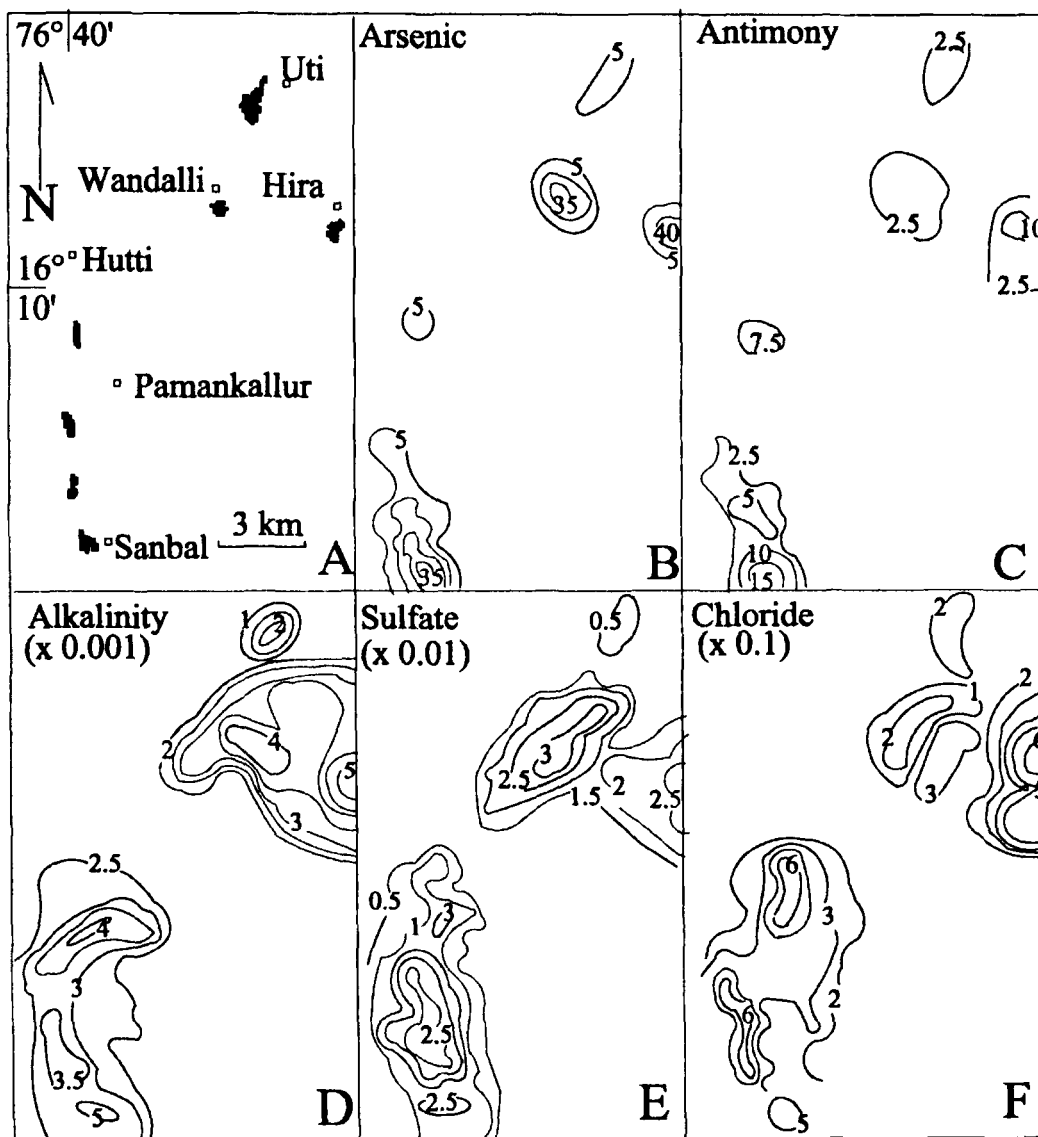 76° 40'
Uti
Wandalli
Hira
N
16° Hutti
10'
Pamankallur
Sanbal
3 km
A
Arsenic
5
5
35
40
5
5
5
35
B
Antimony
2.5
2.5
10
2.5
7.5
2.5
5
10
15
C
Alkalinity
(x 0.001)
1
2
2
4
5
3
2.5
4
3
3.5
5
D
Sulfate
(x 0.01)
0.5
3
2.5
2
1.5
2.5
0.5
3
1
2.5
2.5
E
Chloride
(x 0.1)
2
1
2
2
3
6
3
2
6
5
F